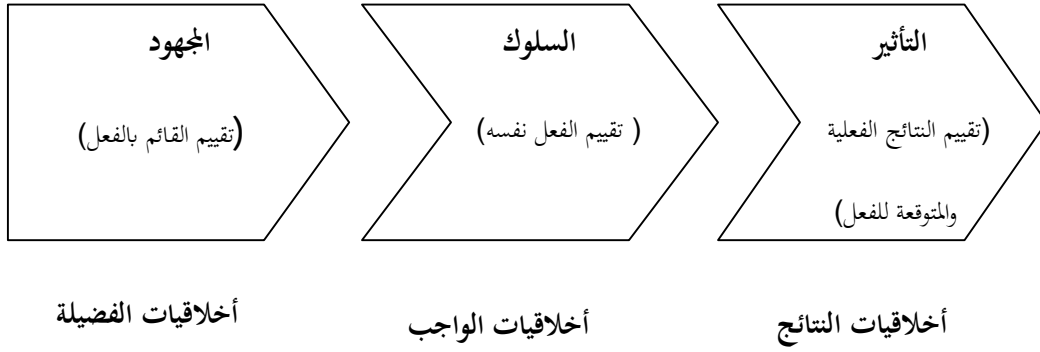 المجهود
(تقييم القائم بالفعل)
السلوك
( تقييم الفعل نفسه)
التأثير
(تقييم النتائج الفعلية
والمتوقعة للفعل)
أخلاقيات الفضيلة
أخلاقيات الواجب
أخلاقيات النتائج